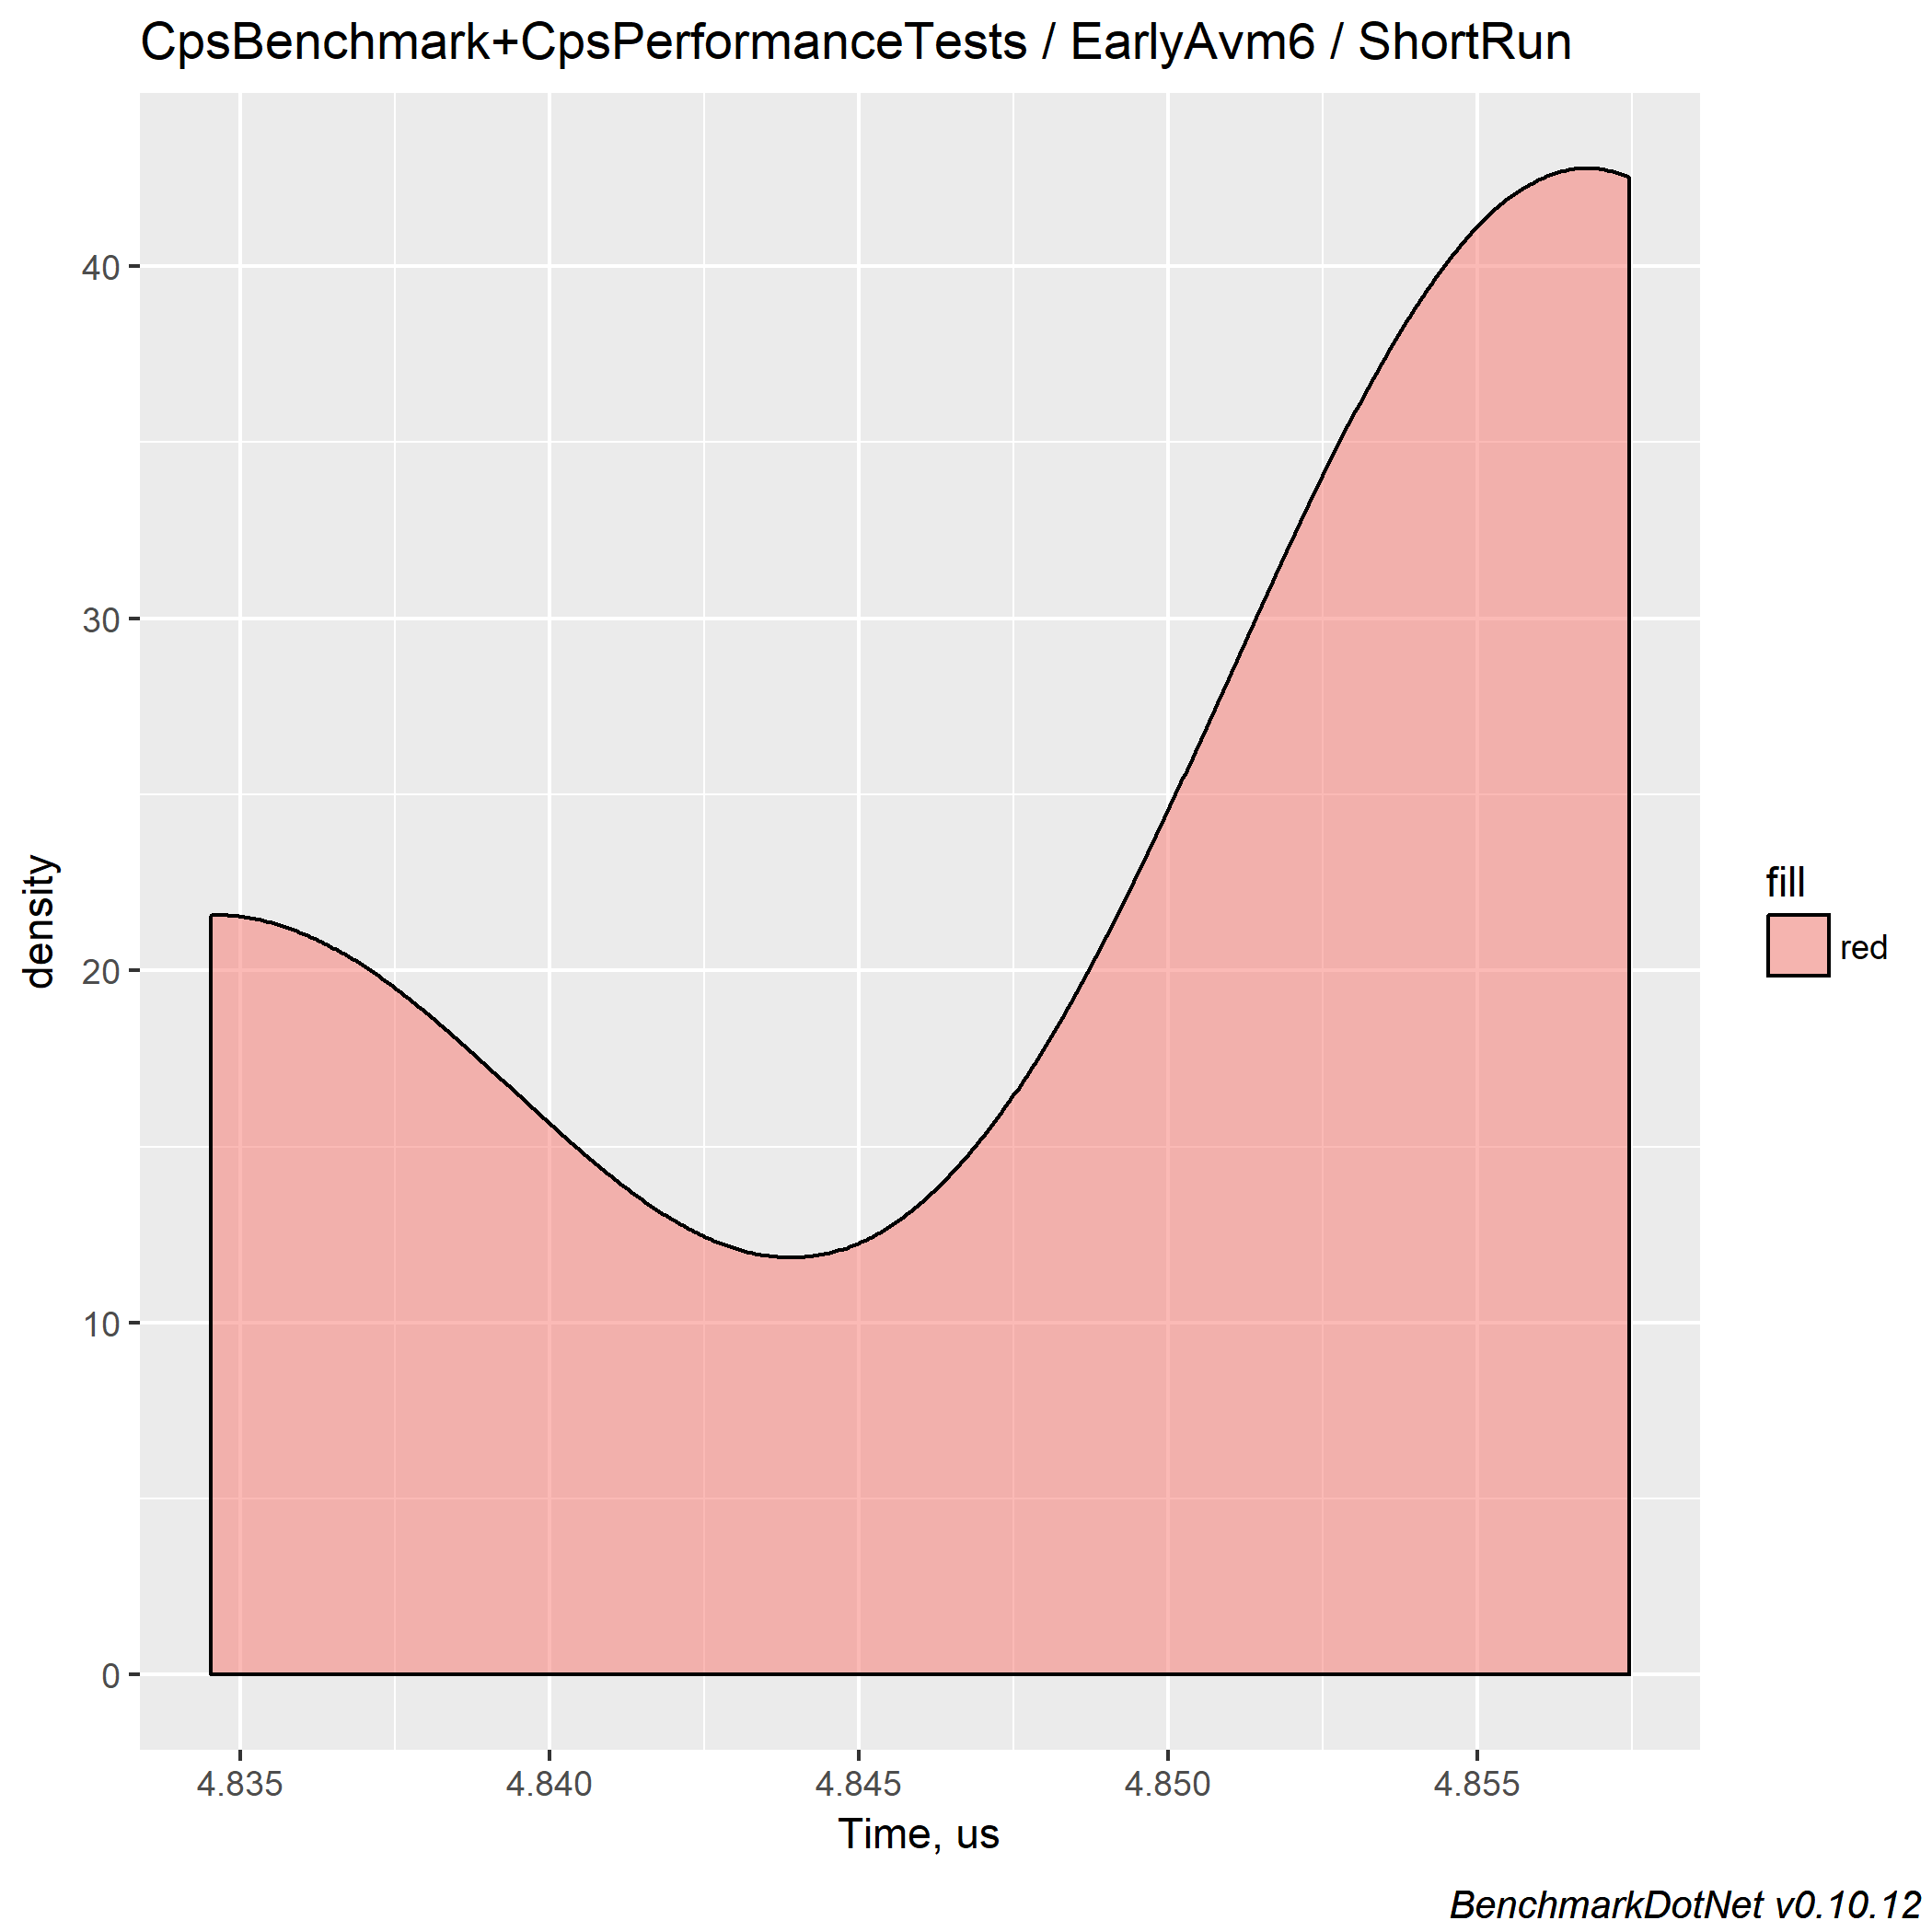 CpsBenchmark+CpsPerformanceTests / EarlyAvm6 / ShortRun
density
40
30
20
10
0
4.835 4.840 4.845 4.850 4.855
Time, us
fill
red
BenchmarkDotNet v0.10.12